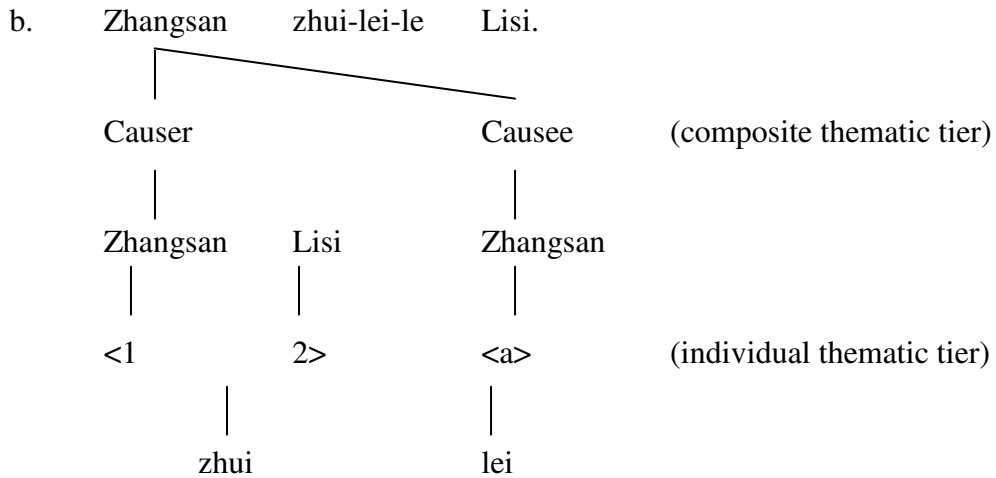 b. Zhangsan zhui-lei-le Lisi.
Causer Causee (composite thematic tier)
Zhangsan Lisi Zhangsan
<1 2> <a> (individual thematic tier)
zhui lei